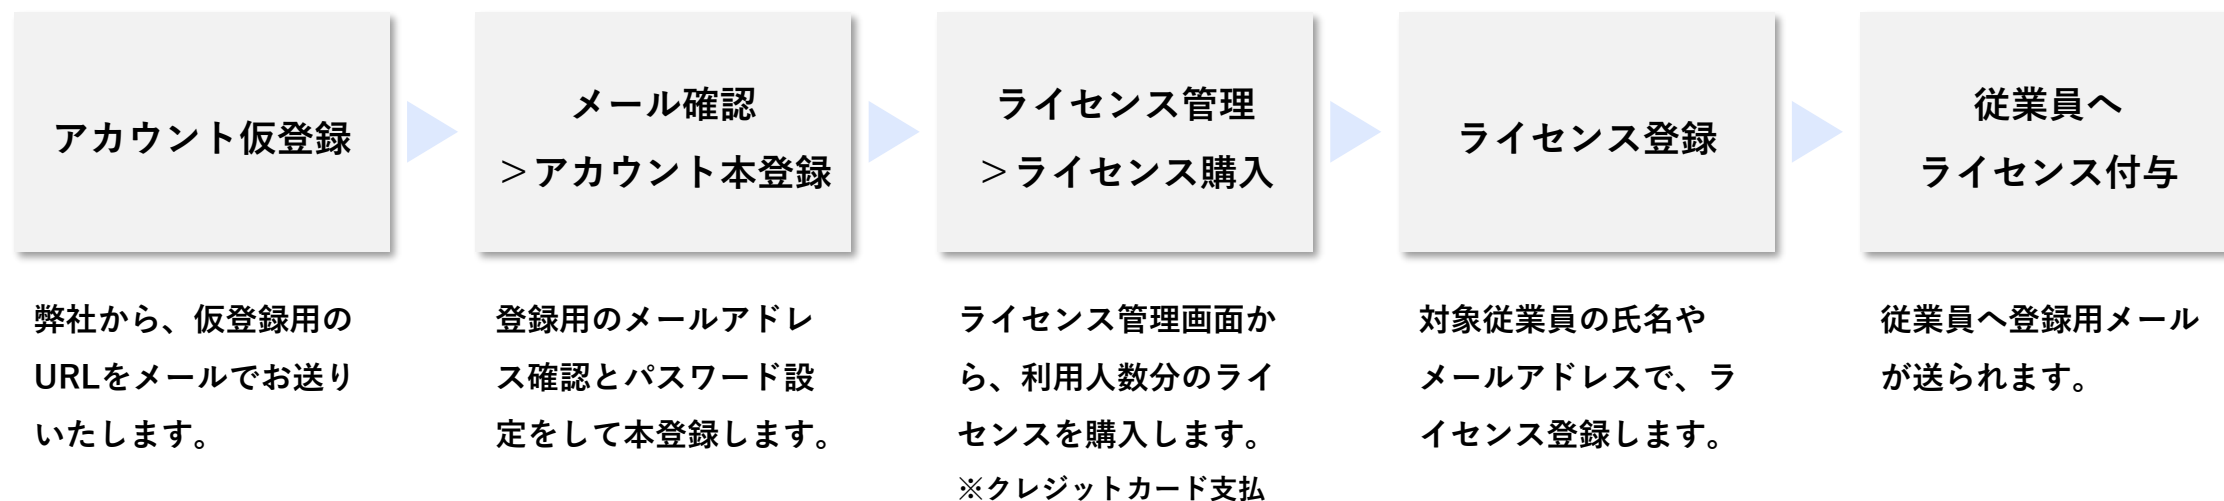 アカウント仮登録
メール確認
＞アカウント本登録
ライセンス管理
＞ライセンス購入
ライセンス登録
従業員へ
ライセンス付与
弊社から、仮登録用の
URLをメールでお送り
いたします。
登録用のメールアドレ
ス確認とパスワード設
定をして本登録します。
ライセンス管理画面か
ら、利用人数分のライ
センスを購入します。
※クレジットカード支払
対象従業員の氏名や
メールアドレスで、ラ
イセンス登録します。
従業員へ登録用メール
が送られます。